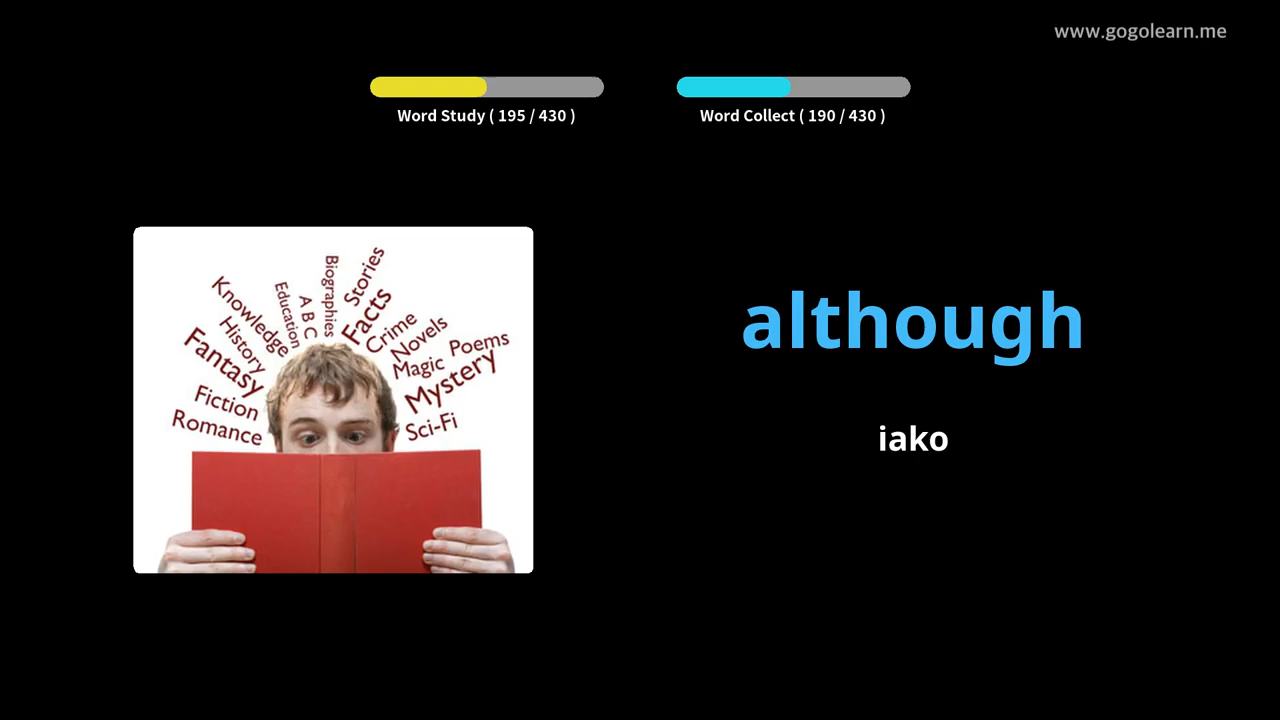 www.gogolearn.me
Word Study ( 195 / 430 )
Word Collect ( 190 / 430 )
although
iako
Knowledge
History
Fantasy
Fiction
Romance
Education
A B C
Biographies
Stories
Facts
Crime
Novels
Magic
Poems
Mystery
Sci-Fi